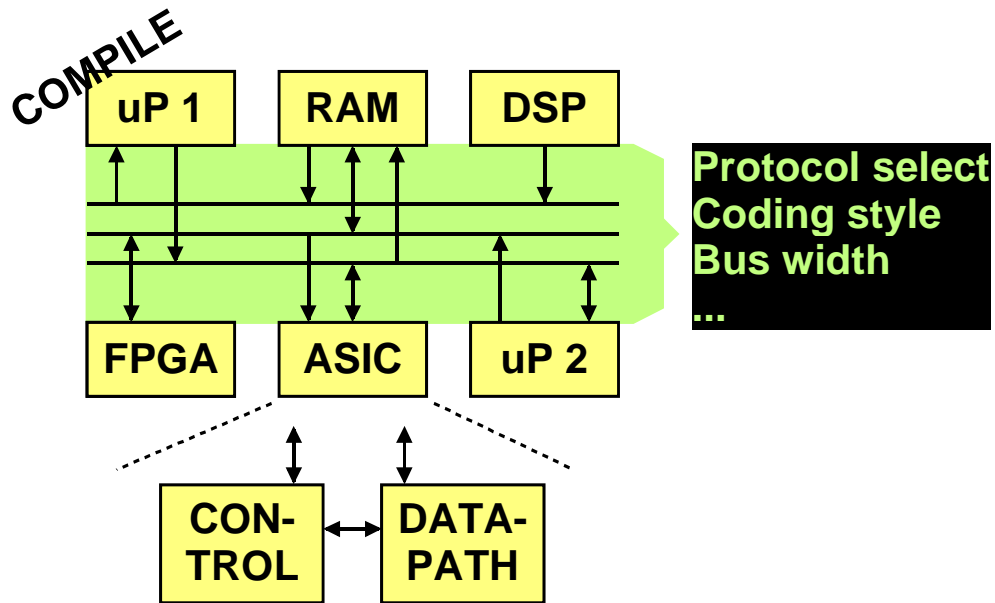 COMPILE
uP 1
RAM
DSP
Protocol select
Coding style
Bus width
...
FPGA
ASIC
uP 2
CON-
TROL
DATA-
PATH